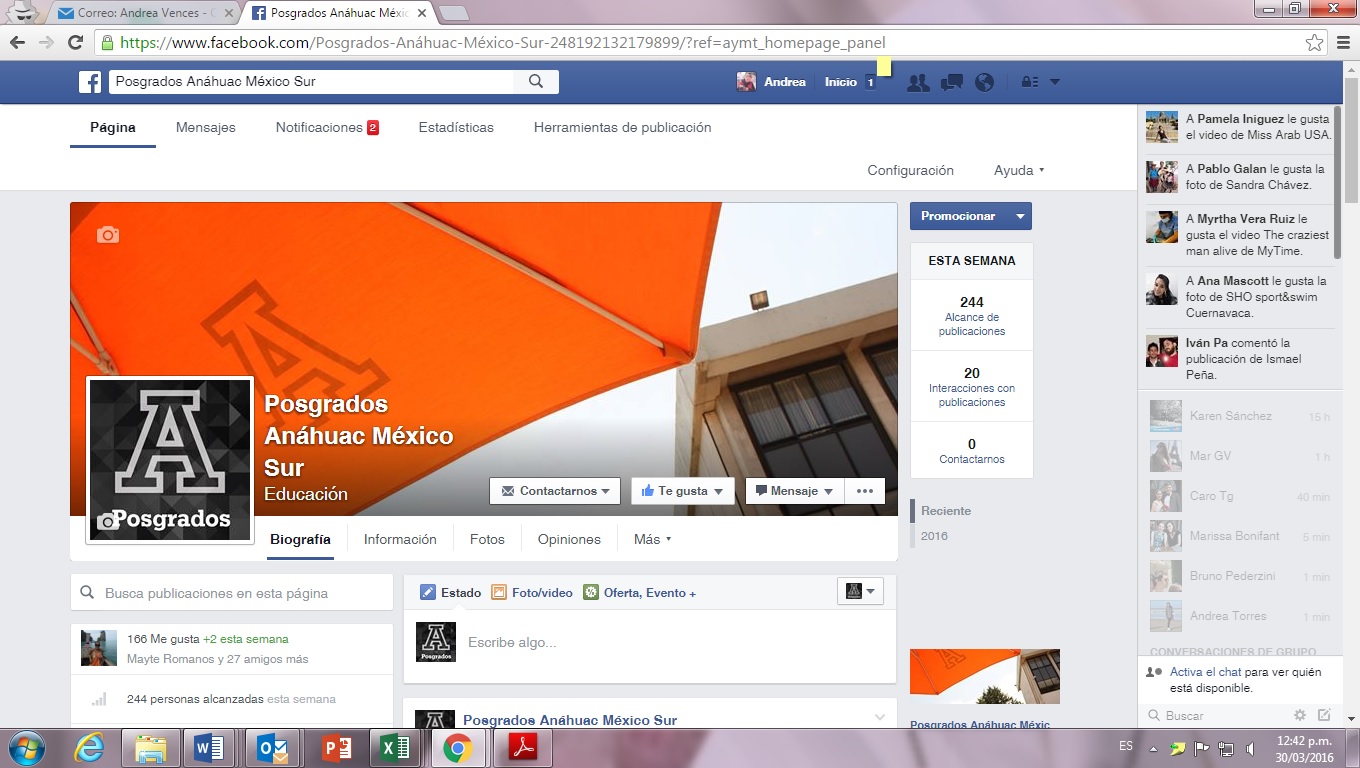 Correo: Andrea Vences - 
Posgrados Anáhuac Méxic
https://www.facebook.com/Posgrados-Anáhuac-México-Sur-248192132179899/?ref=aymt_homepage_panel
Posgrados Anáhuac México Sur
Andrea
Inicio 1
Página
Mensajes
Notificaciones 2
Estadísticas
Herramientas de publicación
Configuración
Ayuda
Posgrados
Anáhuac México
Sur
Educación
A
Posgrados
Contactarnos
Te gusta
Mensaje
Biografía
Información
Fotos
Opiniones
Más
Promocionar
ESTA SEMANA
244
Alcance de
publicaciones
20
Interacciones con
publicaciones
0
Contactarnos
Reciente
2016
Busca publicaciones en esta página
166 Me gusta +2 esta semana
Mayte Romanos y 27 amigos más
244 personas alcanzadas esta semana
Estado
Foto/video
Oferta, Evento +
Escribe algo...
Posgrados
Posgrados Anáhuac México Sur
Posgrados Anáhuac Méxic
A Pamela Iniguez le gusta
el video de Miss Arab USA.
A Pablo Galan le gusta la
foto de Sandra Chávez.
A Myrtha Vera Ruiz le
gusta el video The craziest
man alive de MyTime.
A Ana Mascott le gusta la
foto de SHO sport&swim
Cuernavaca.
Iván Pa comentó la
publicación de Ismael
Peña.
Karen Sánchez 15 h
Mar GV 1 h
Caro Tg 40 min
Marissa Bonifant 5 min
Bruno Pederzini 1 min
Andrea Torres 1 min
CONVERSACIONES DE GRUPO
Activa el chat para ver quién
está disponible.
Buscar
ES
12:42 p.m.
30/03/2016